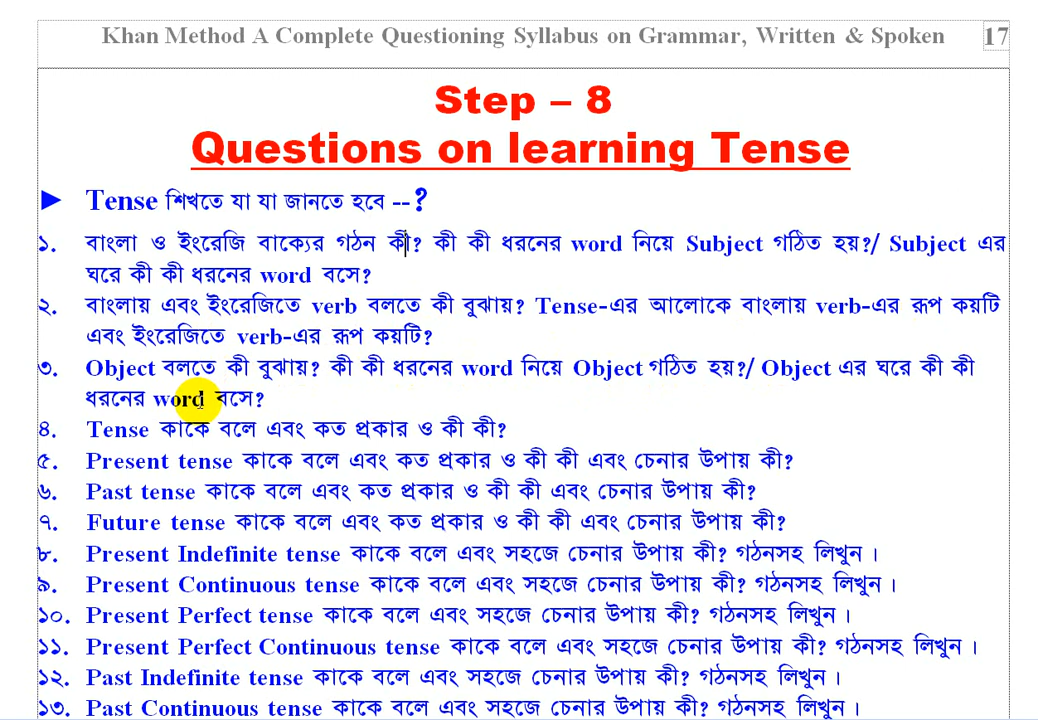 Khan Method A Complete Questioning Syllabus on Grammar, Written & Spoken 17
Step – 8
Questions on learning Tense
► Tense শিখতে যা যা জানতে হবে --?
১. বাংলা ও ইংরেজি বাক্যের গঠন কী? কী কী ধরনের word নিয়ে Subject গঠিত হয়?/ Subject এর
ঘরে কী কী ধরনের word বসে?
২. বাংলায় এবং ইংরেজিতে verb বলতে কী বুঝায়? Tense-এর আলোকে বাংলায় verb-এর রূপ কয়টি
এবং ইংরেজিতে verb-এর রূপ কয়টি?
৩. Object বলতে কী বুঝায়? কী কী ধরনের word নিয়ে Object গঠিত হয়?/ Object এর ঘরে কী কী
ধরনের word বসে?
৪. Tense কাকে বলে এবং কত প্রকার ও কী কী?
৫. Present tense কাকে বলে এবং কত প্রকার ও কী কী এবং চেনার উপায় কী?
৬. Past tense কাকে বলে এবং কত প্রকার ও কী কী এবং চেনার উপায় কী?
৭. Future tense কাকে বলে এবং কত প্রকার ও কী কী এবং চেনার উপায় কী?
৮. Present Indefinite tense কাকে বলে এবং সহজে চেনার উপায় কী? গঠনসহ লিখুন।
৯. Present Continuous tense কাকে বলে এবং সহজে চেনার উপায় কী? গঠনসহ লিখুন।
১০. Present Perfect tense কাকে বলে এবং সহজে চেনার উপায় কী? গঠনসহ লিখুন।
১১. Present Perfect Continuous tense কাকে বলে এবং সহজে চেনার উপায় কী? গঠনসহ লিখুন।
১২. Past Indefinite tense কাকে বলে এবং সহজে চেনার উপায় কী? গঠনসহ লিখুন।
১৩. Past Continuous tense কাকে বলে এবং সহজে চেনার উপায় কী? গঠনসহ লিখুন।